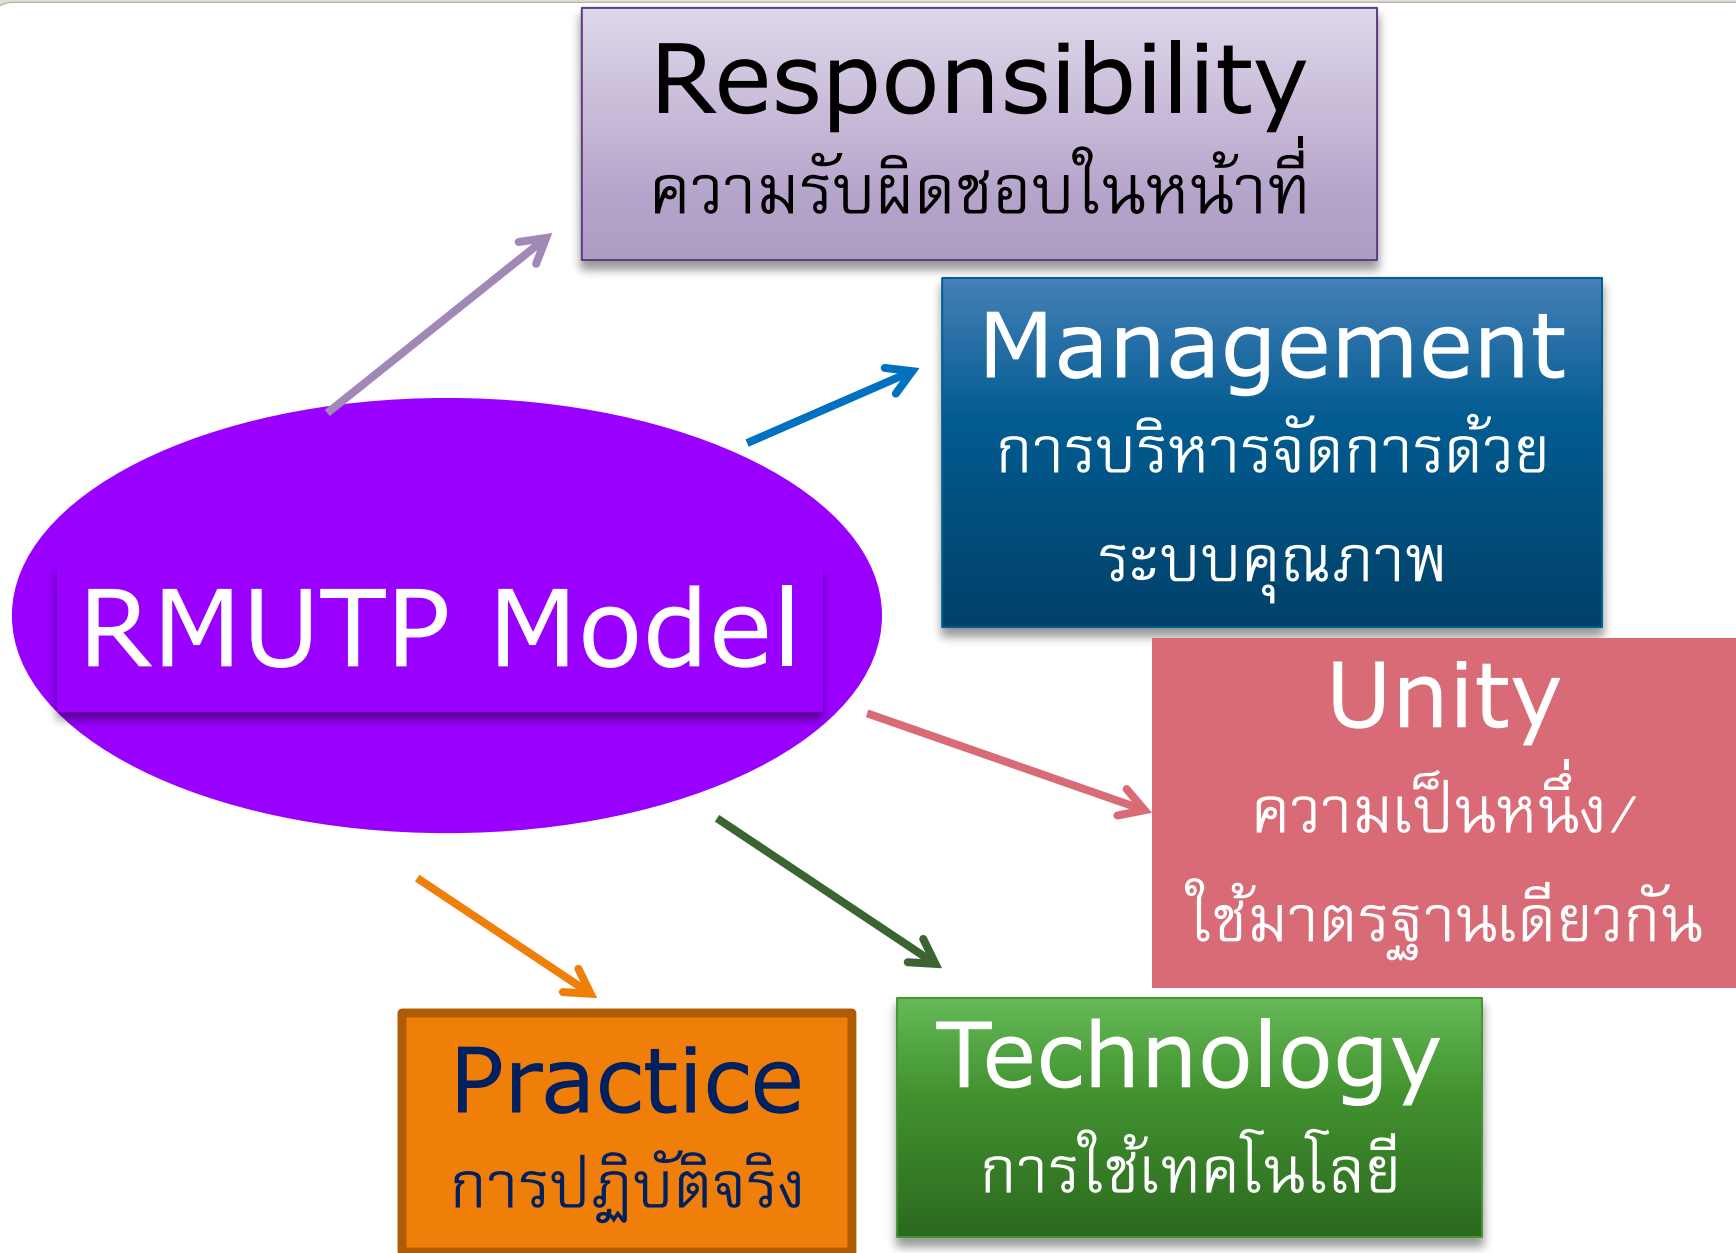 Responsibility
ความรับผิดชอบในหน้าที่
Management
การบริหารจัดการด้วย
ระบบคุณภาพ
RMUTP Model
Unity
ความเป็นหนึ่ง/
ใช้มาตรฐานเดียวกัน
Technology
การใช้เทคโนโลยี
Practice
การปฏิบัติจริง